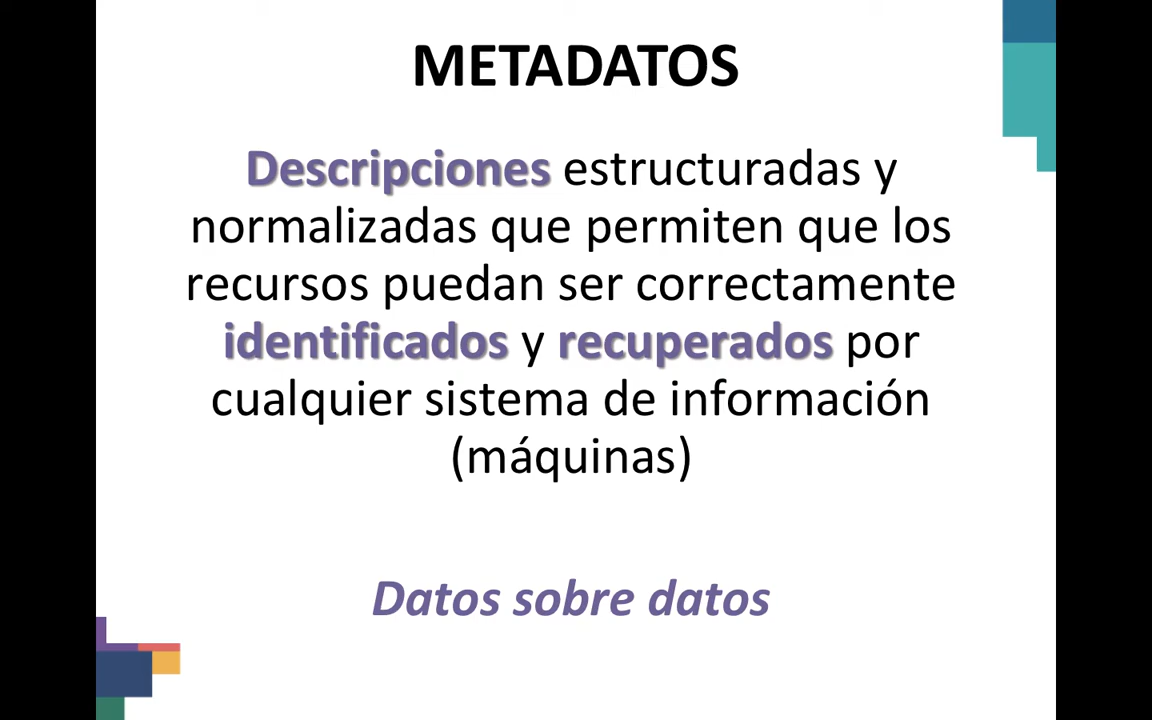 METADATOS
Descripciones estructuradas y
normalizadas que permiten que los
recursos puedan ser correctamente
identificados y recuperados por
cualquier sistema de información
(máquinas)
Datos sobre datos